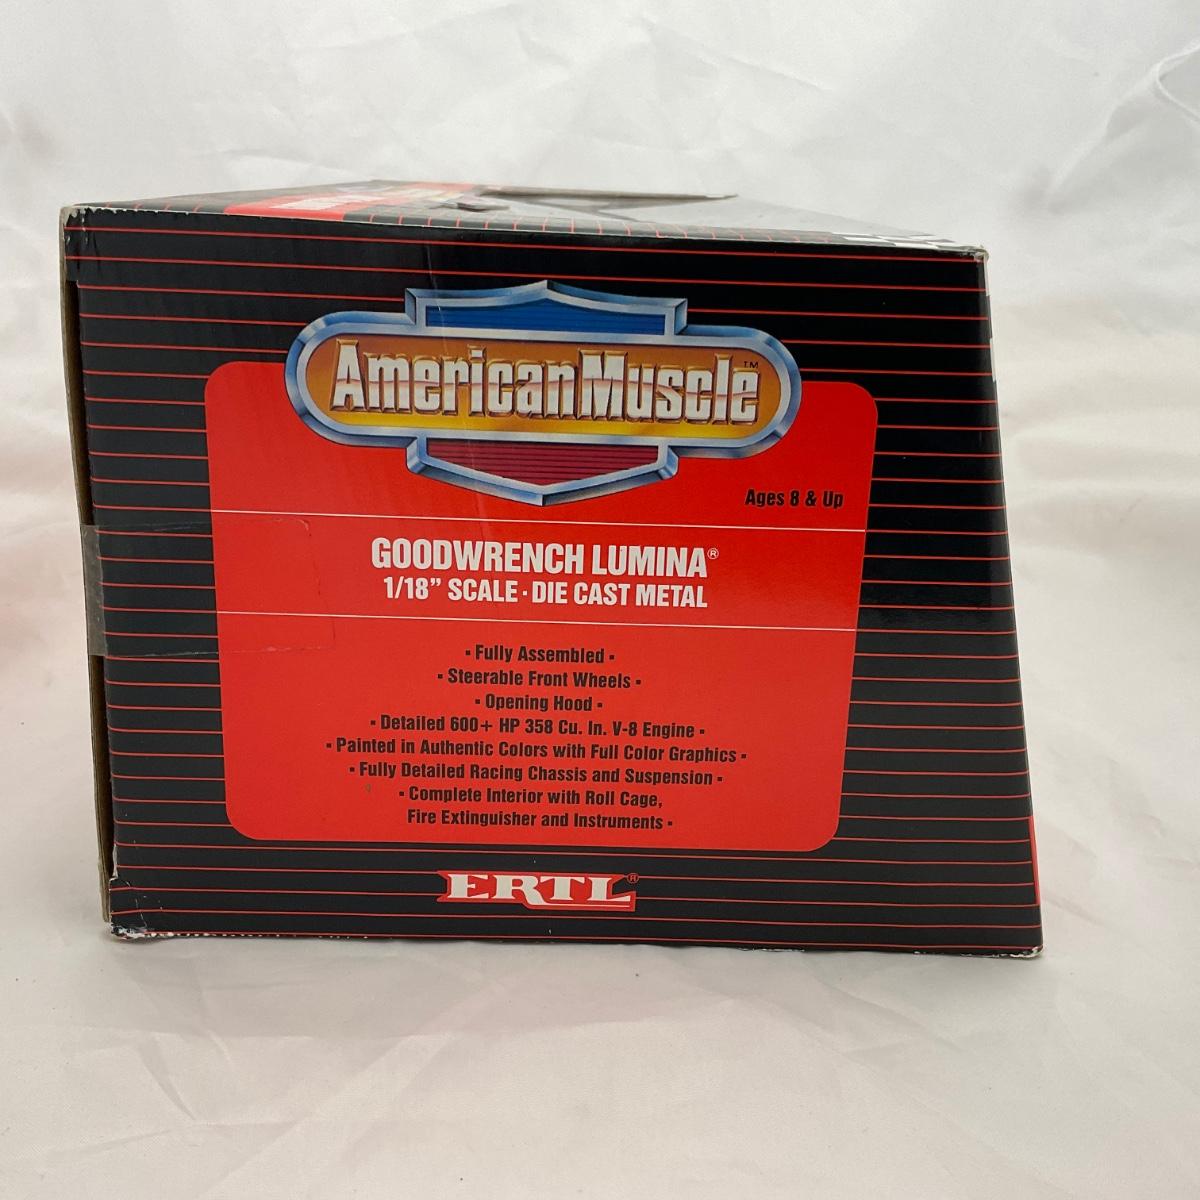 AmericanMuscle™
Ages 8 & Up
GOODWRENCH LUMINA®
1/18” SCALE · DIE CAST METAL
▪ Fully Assembled ▪
▪ Steerable Front Wheels ▪
▪ Opening Hood ▪
▪ Detailed 600+ HP 358 Cu. In. V-8 Engine ▪
▪ Painted in Authentic Colors with Full Color Graphics ▪
▪ Fully Detailed Racing Chassis and Suspension ▪
▪ Complete Interior with Roll Cage,
Fire Extinguisher and Instruments ▪
ERTL®